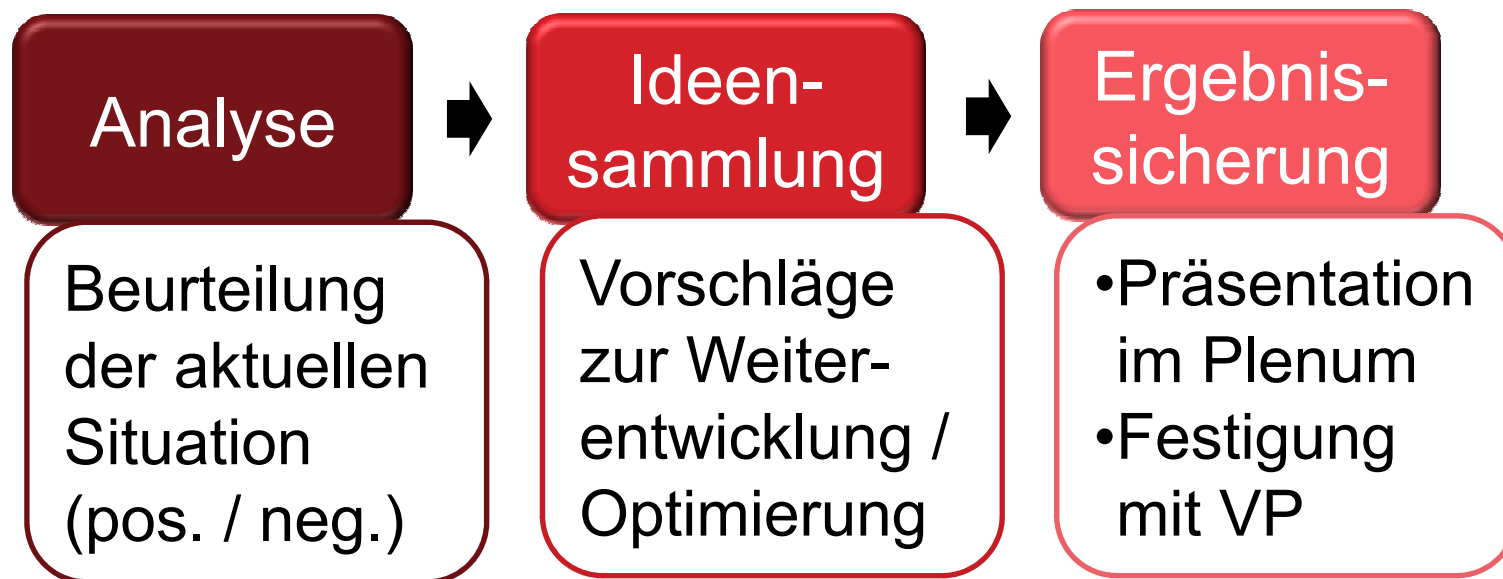 Analyse
Beurteilung
der aktuellen
Situation
(pos. / neg.)
Ideen-
sammlung
Vorschläge
zur Weiter-
entwicklung /
Optimierung
Ergebnis-
sicherung
•Präsentation
im Plenum
•Festigung
mit VP